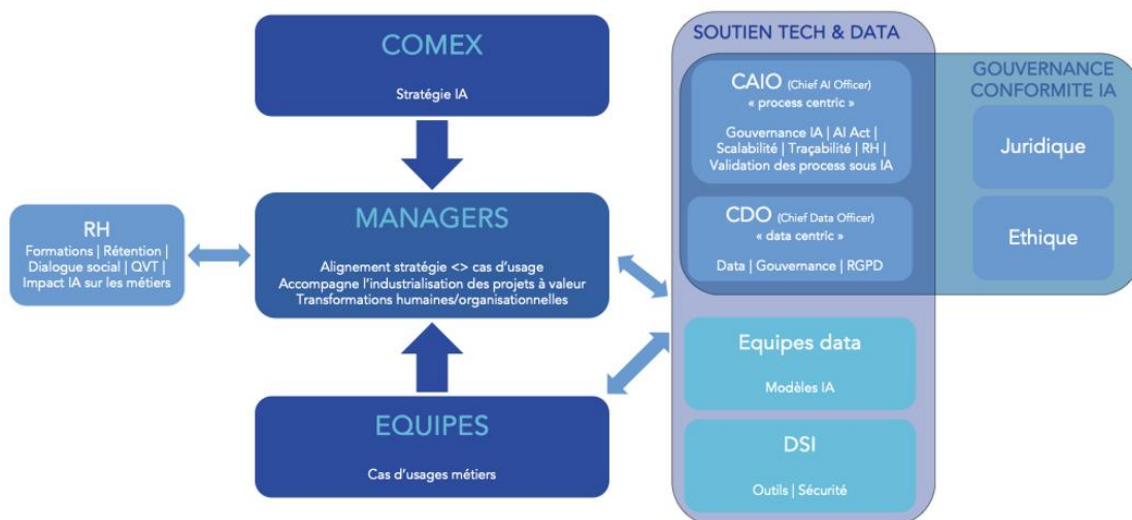 COMEX
Stratégie IA
MANAGERS
Alignement stratégie <> cas d'usage
Accompagne l'industrialisation des projets à valeur
Transformations humaines/organisationnelles
EQUIPES
Cas d'usages métiers
RH
Formations | Rétention |
Dialogue social | QVT |
Impact IA sur les métiers
SOUTIEN TECH & DATA
CAIO (Chief AI Officer)
« process centric »
Gouvernance IA | AI Act |
Scalabilité | Traçabilité | RH |
Validation des process sous IA
CDO (Chief Data Officer)
« data centric »
Data | Gouvernance | RGPD
Equipes data
Modèles IA
DSI
Outils | Sécurité
GOUVERNANCE
CONFORMITE IA
Juridique
Ethique